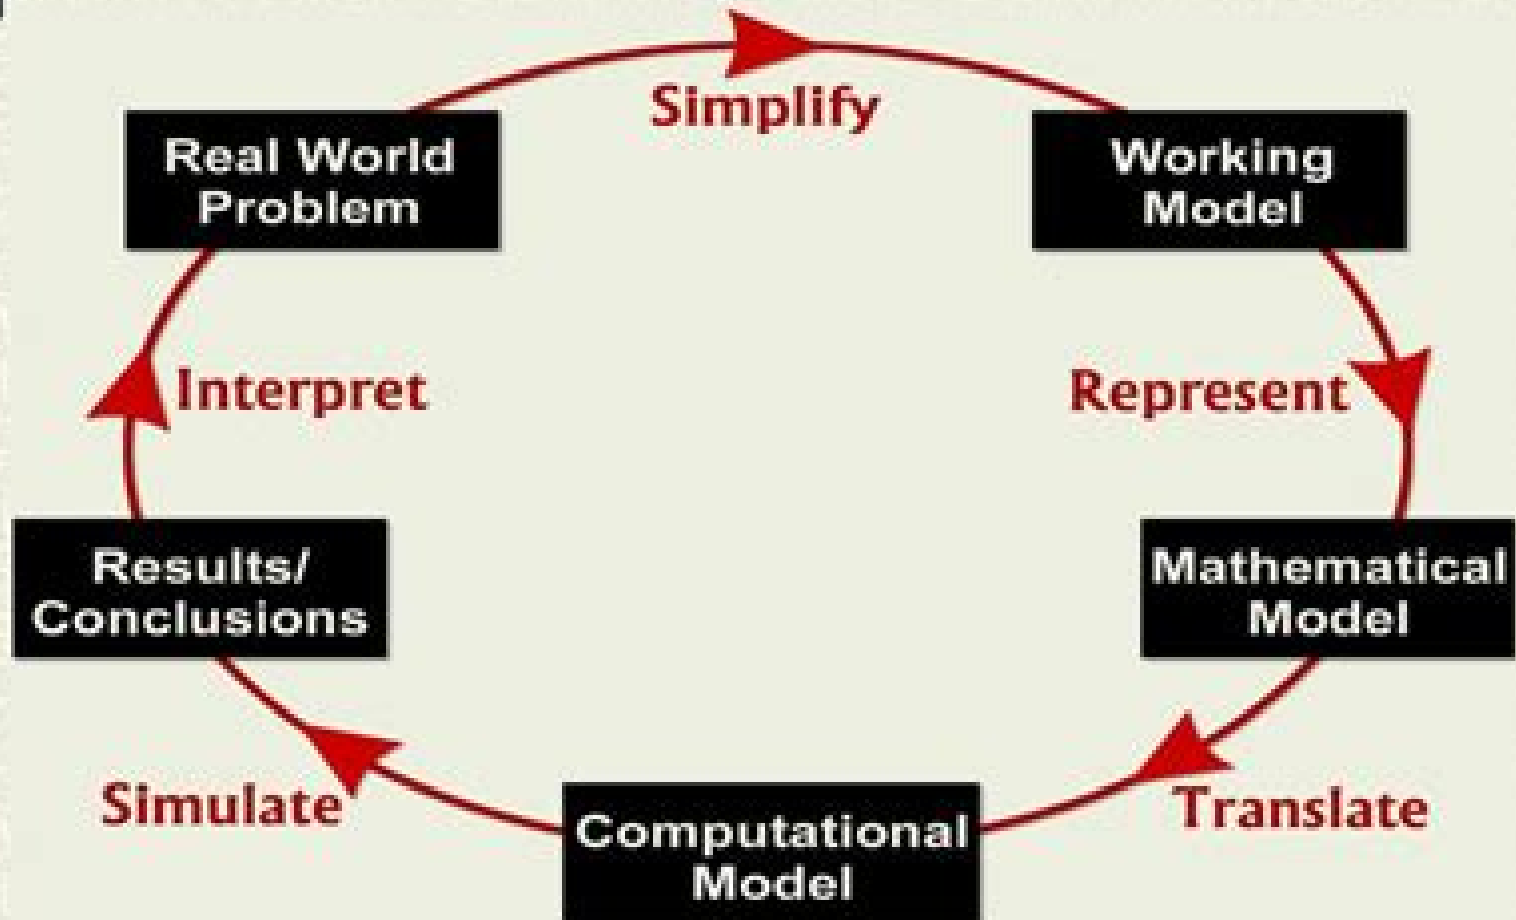 Simplify
Real World
Problem
Working
Model
Interpret
Represent
Results/
Conclusions
Mathematical
Model
Simulate
Translate
Computational
Model